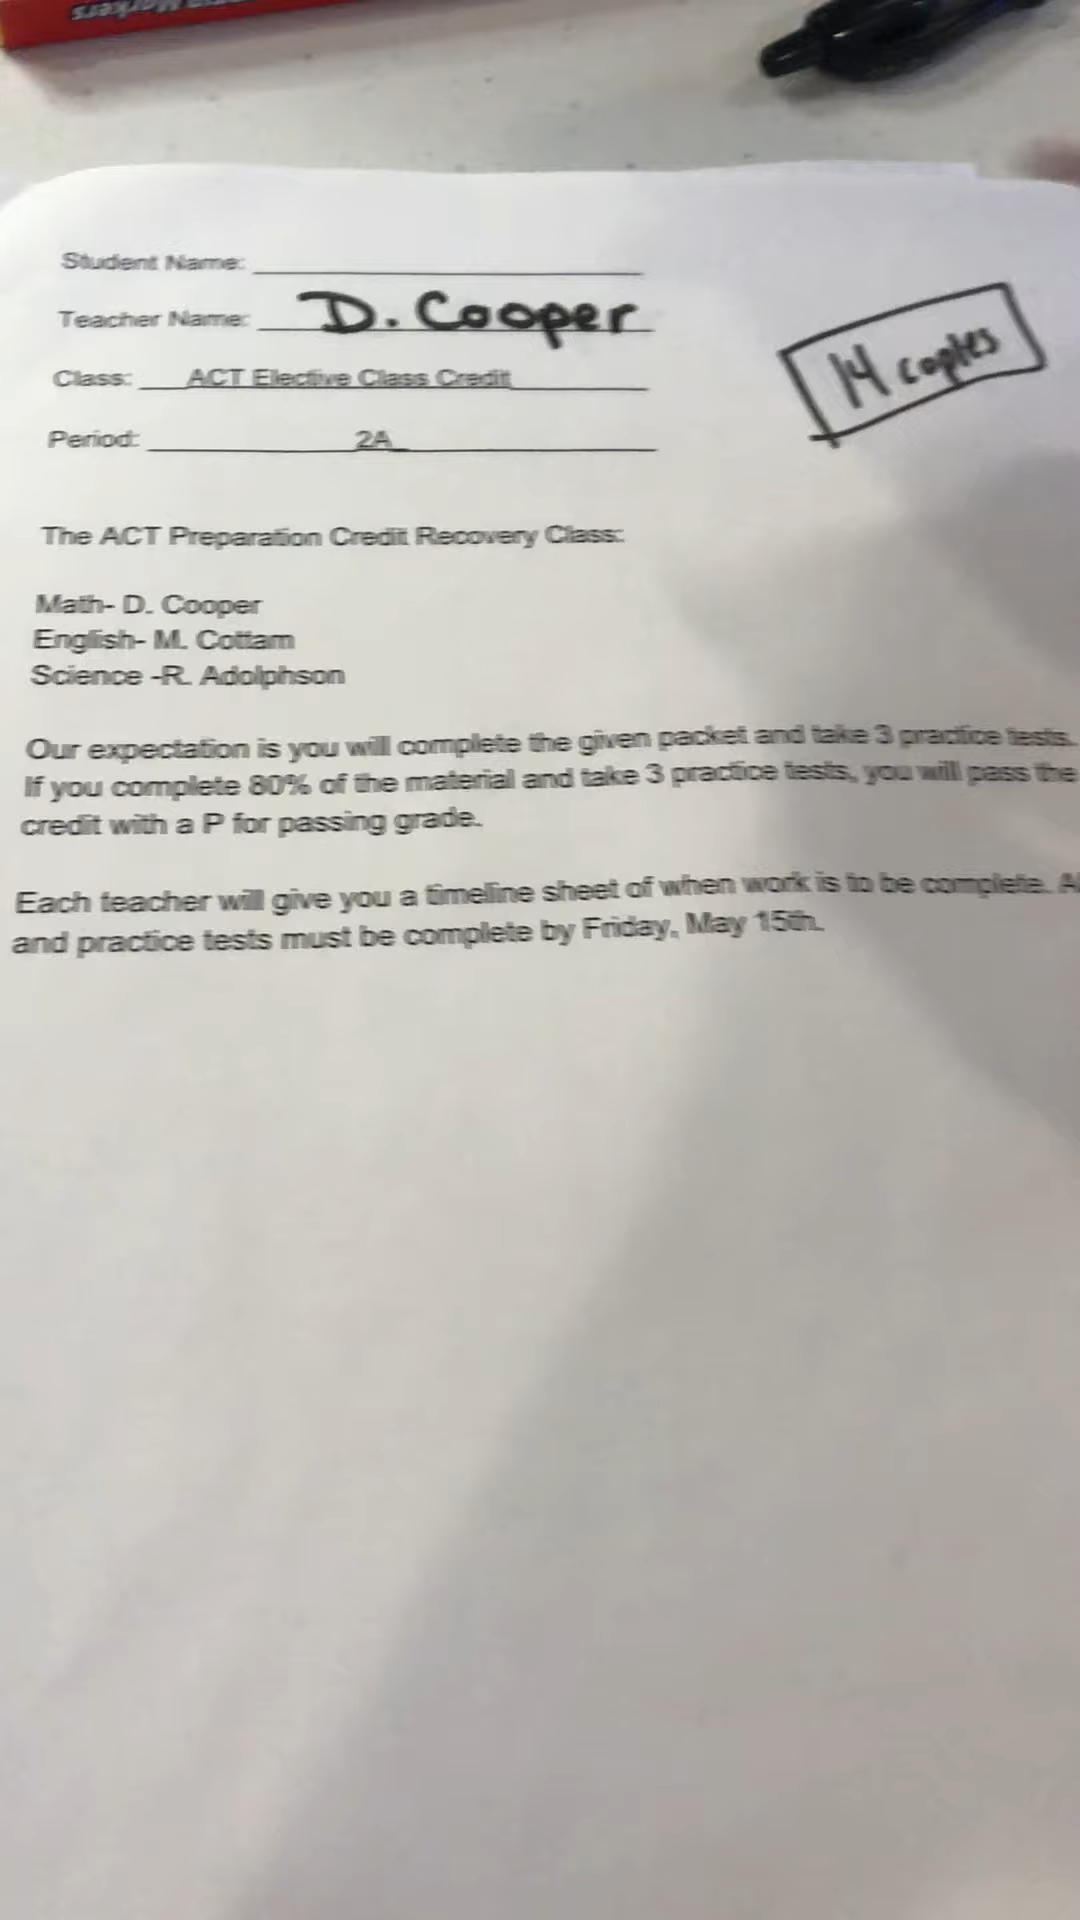 Markers
Student Name:
Teacher Name: D. Cooper
Class: ACT Elective Class Credit
Period: 2A
14 copies
The ACT Preparation Credit Recovery Class:
Math- D. Cooper
English- M. Cottam
Science -R. Adolphson
Our expectation is you will complete the given packet and take 3 practice tests.
If you complete 80% of the material and take 3 practice tests, you will pass the
credit with a P for passing grade.
Each teacher will give you a timeline sheet of when work is to be complete.
and practice tests must be complete by Friday, May 15th.